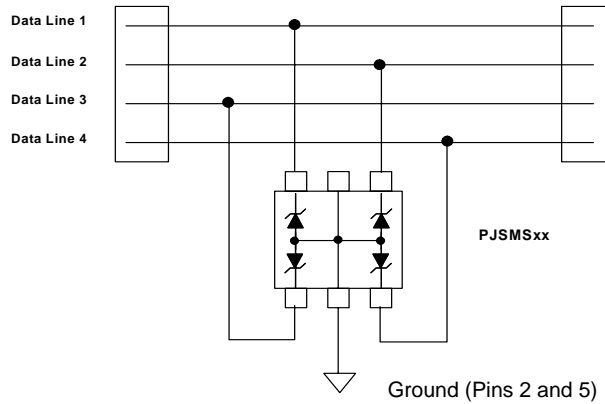 Data Line 1
Data Line 2
Data Line 3
Data Line 4
PJSMSxx
Ground (Pins 2 and 5)